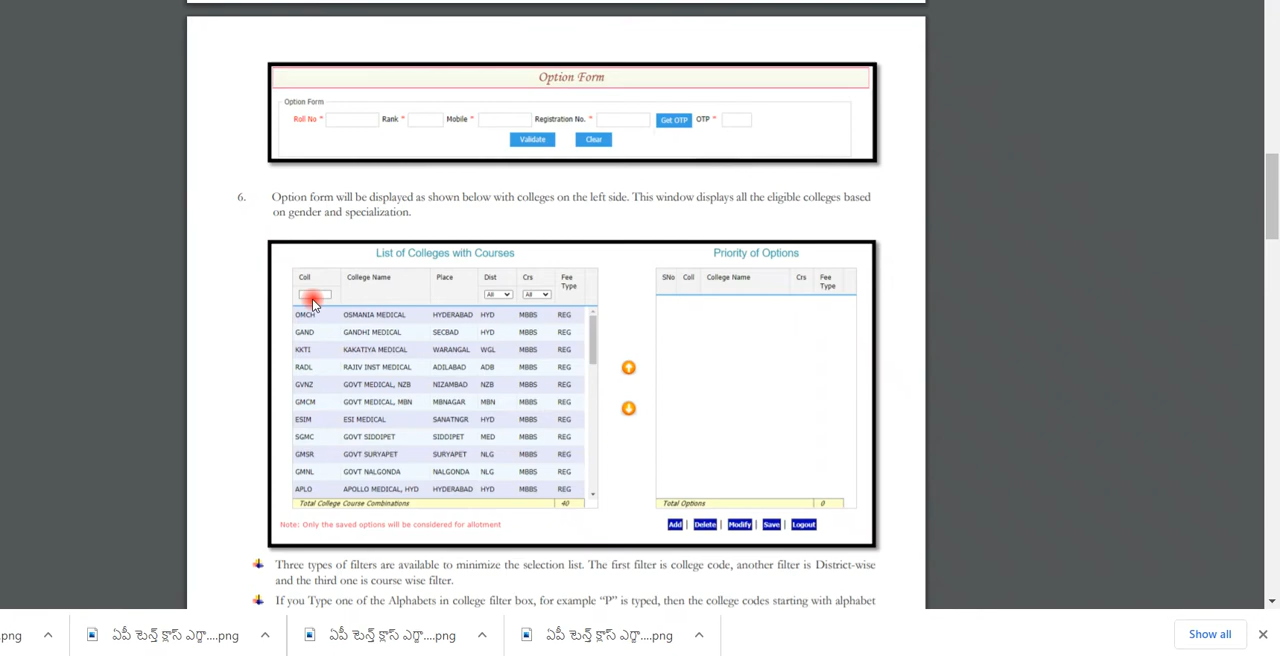 Option Form
Option Form
Roll No * Rank * Mobile * Registration No. * Get OTP OTP *
Validate Clear
6. Option form will be displayed as shown below with colleges on the left side. This window displays all the eligible colleges based
on gender and specialization.
List of Colleges with Courses
Coll College Name Place Dist Crs Fee Type
All All
OMCH OSMANIA MEDICAL HYDERABAD HYD MBBS REG
GAND GANDHI MEDICAL SECBAD HYD MBBS REG
KKTI KAKATIYA MEDICAL WARANGAL WGL MBBS REG
RADL RAJIV INST MEDICAL ADILABAD ADB MBBS REG
GVNZ GOVT MEDICAL, NZB NIZAMBAD NZB MBBS REG
GMCM GOVT MEDICAL, MBN MBNAGAR MBN MBBS REG
ESIM ESI MEDICAL SANATNGR HYD MBBS REG
SGMC GOVT SIDDIPET SIDDIPET MED MBBS REG
GMSR GOVT SURYAPET SURYAPET NLG MBBS REG
GMNL GOVT NALGONDA NALGONDA NLG MBBS REG
APLO APOLLO MEDICAL, HYD HYDERABAD HYD MBBS REG
Total College Course Combinations 40
Priority of Options
SNo Coll College Name Crs Fee Type
Total Options 0
Note: Only the saved options will be considered for allotment
Add | Delete | Modify | Save | Logout
Three types of filters are available to minimize the selection list. The first filter is college code, another filter is District-wise
and the third one is course wise filter.
If you Type one of the Alphabets in college filter box, for example “P” is typed, then the college codes starting with alphabet
...png ఏపీ టెన్త్ క్లాస్ ఎగ్జా....png ఏపీ టెన్త్ క్లాస్ ఎగ్జా....png ఏపీ టెన్త్ క్లాస్ ఎగ్జా....png Show all